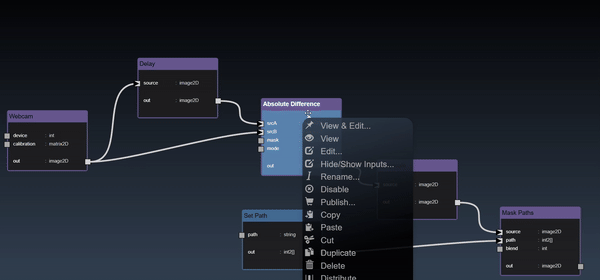 Delay
source : image2D
out : image2D
Webcam
device : int
calibration : matrix2D
out : image2D
Absolute Difference
srcA
srcB
mask
mode
out
View & Edit...
View
Edit...
Hide/Show Inputs...
Rename...
Disable
Publish...
Copy
Paste
Cut
Duplicate
Delete
Distribute
: image2D
: image2D
Set Path
path : string
out : int2[]
Mask Paths
source : image2D
path : int2[]
blend : int
out : image2D